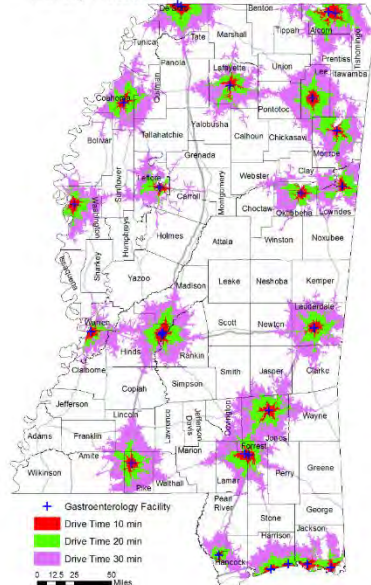 Benton
De Soto
Alcorn
Tippah
Marshall
Tate
Tunica
Tishomingo
Prentiss
Panola
Lafayette
Union
Lee
Itawamba
Coahoma
Quitman
Pontotoc
Yalobusha
Tallahatchie
Calhoun
Chickasaw
Bolivar
Monroe
Grenada
Sunflower
Leflore
Webster
Clay
Carroll
Montgomery
Washington
Choctaw
Oktibbeha
Lowndes
Humphreys
Holmes
Winston
Noxubee
Attala
Sharkey
Issaquena
Yazoo
Leake
Neshoba
Kemper
Madison
Lauderdale
Warren
Scott
Newton
Hinds
Rankin
Claiborne
Smith
Jasper
Clarke
Simpson
Copiah
Jefferson
Lincoln
Covington
Wayne
Lawrence
Jefferson
Davis
Jones
Adams
Franklin
Forrest
Amite
Marion
Greene
Wilkinson
Perry
Lamar
Pike
Walthall
Pearl
River
Stone
George
Jackson
Harrison
Hancock
Gastroenterology Facility
Drive Time 10 min
Drive Time 20 min
Drive Time 30 min
0 12.5 25 50
Miles